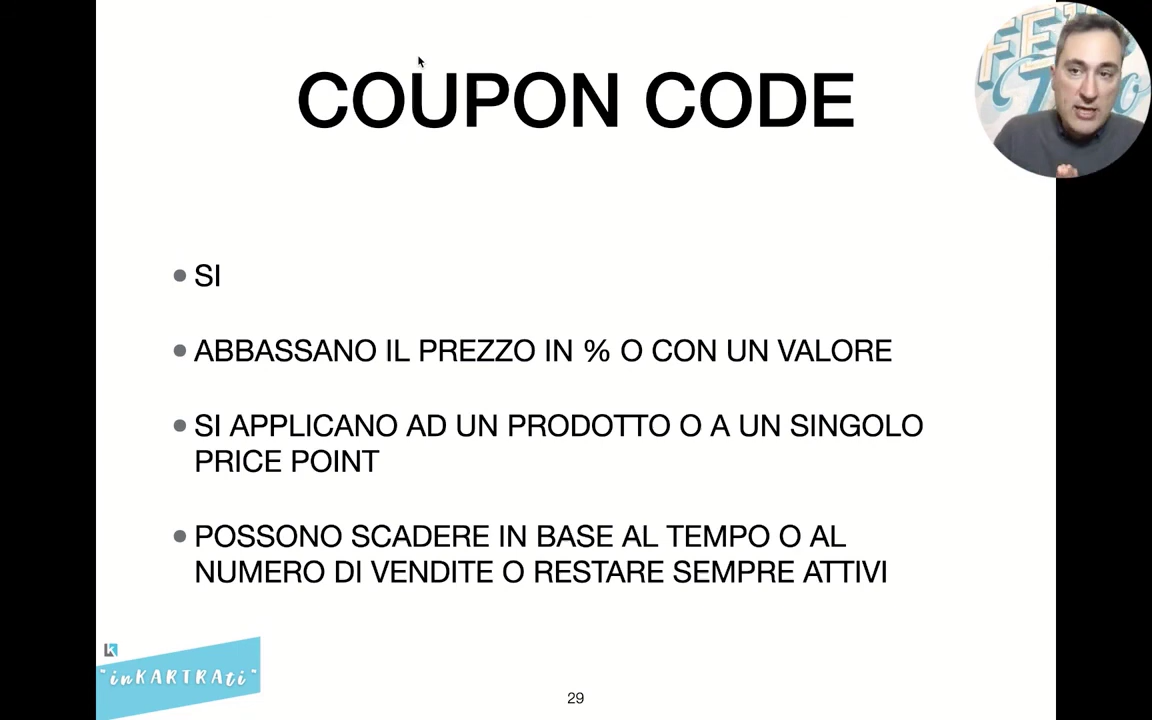 COUPON CODE
SI
ABBASSANO IL PREZZO IN % O CON UN VALORE
SI APPLICANO AD UN PRODOTTO O A UN SINGOLO
PRICE POINT
POSSONO SCADERE IN BASE AL TEMPO O AL
NUMERO DI VENDITE O RESTARE SEMPRE ATTIVI
"inKARTRAti"
29